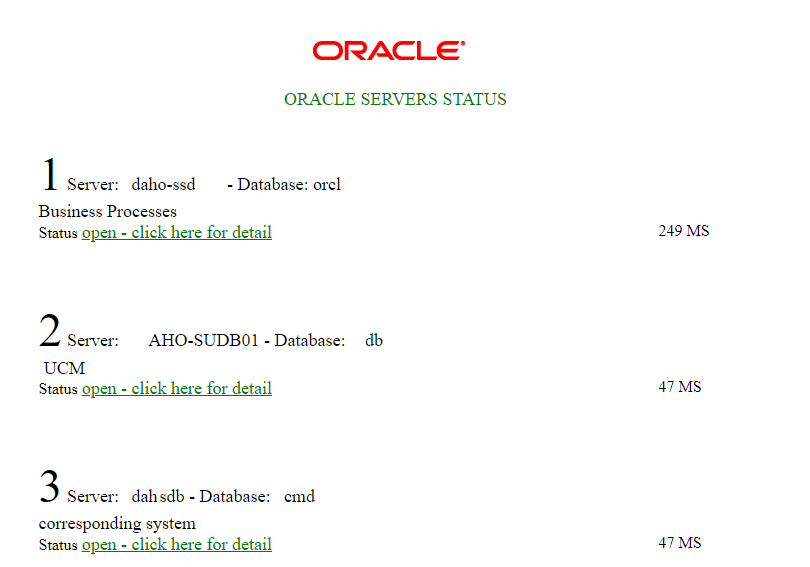 ORACLE®
ORACLE SERVERS STATUS
1 Server: daho-ssd - Database: orcl
Business Processes
Status open - click here for detail 249 MS
2 Server: AHO-SUDB01 - Database: db
UCM
Status open - click here for detail 47 MS
3 Server: dahsdb - Database: cmd
corresponding system
Status open - click here for detail 47 MS